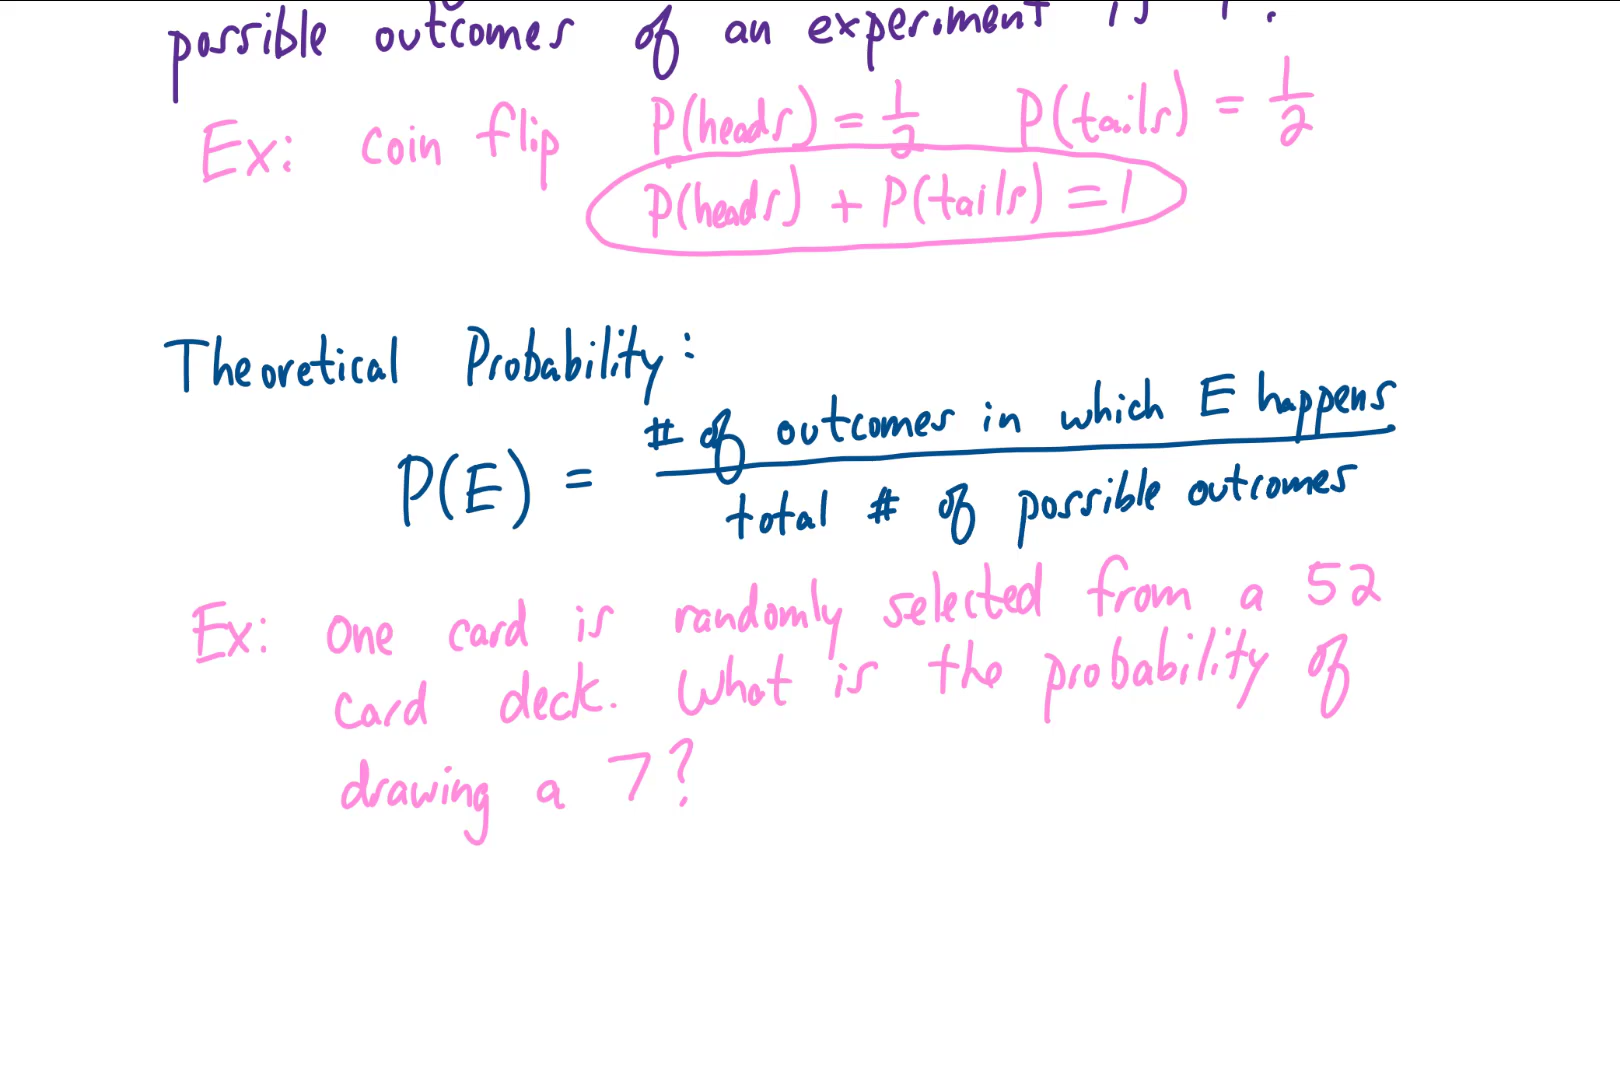 possible outcomes of an experiment is 1.
Ex: coin flip P(heads) = 1/2 P(tails) = 1/2
P(heads) + P(tails) = 1
Theoretical Probability:
P(E) = # of outcomes in which E happens / total # of possible outcomes
Ex: One card is randomly selected from a 52
card deck. What is the probability of
drawing a 7?